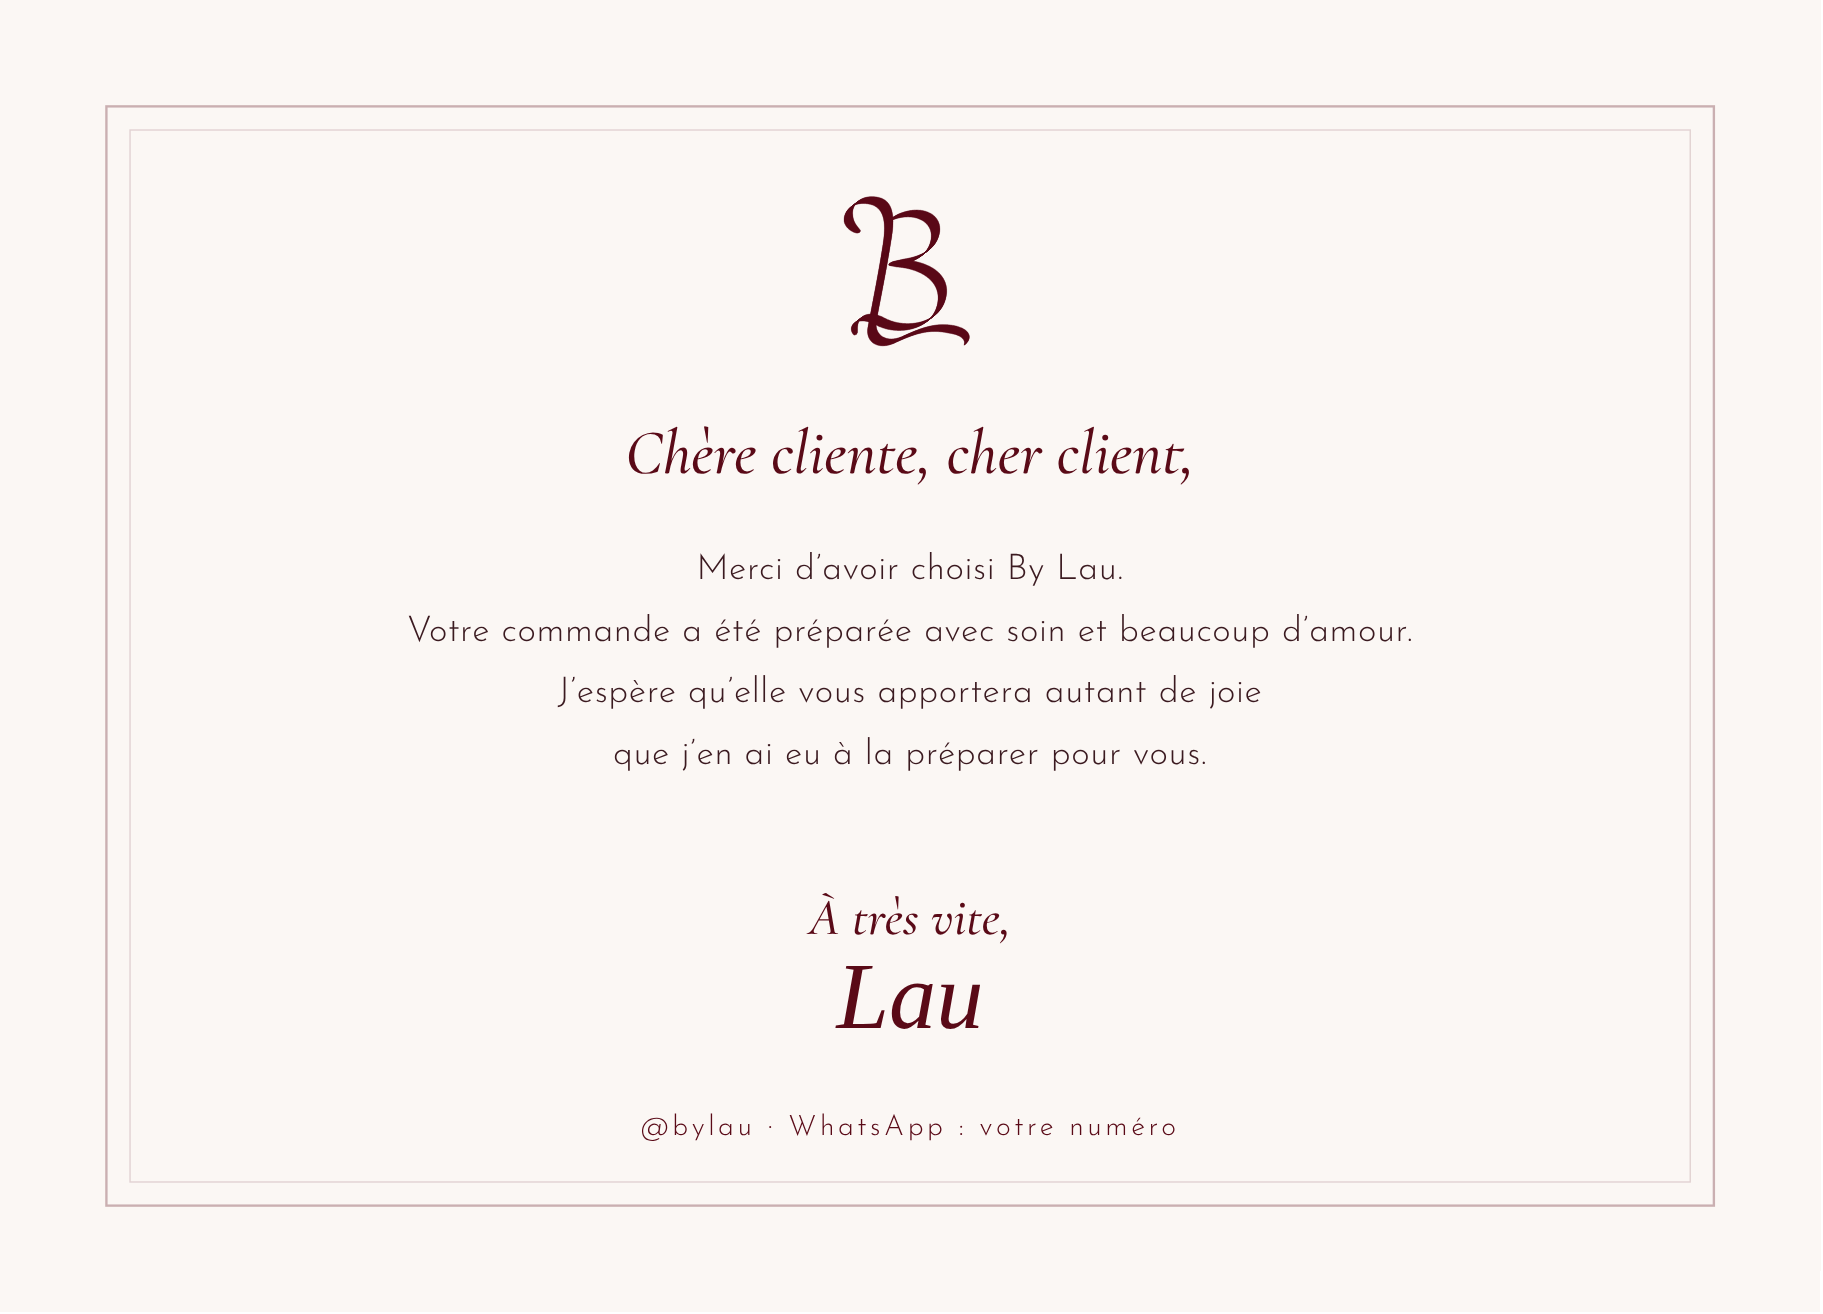 B
Chère cliente, cher client,
Merci d’avoir choisi By Lau.
Votre commande a été préparée avec soin et beaucoup d’amour.
J’espère qu’elle vous apportera autant de joie
que j’en ai eu à la préparer pour vous.
À très vite,
Lau
@bylau · WhatsApp : votre numéro